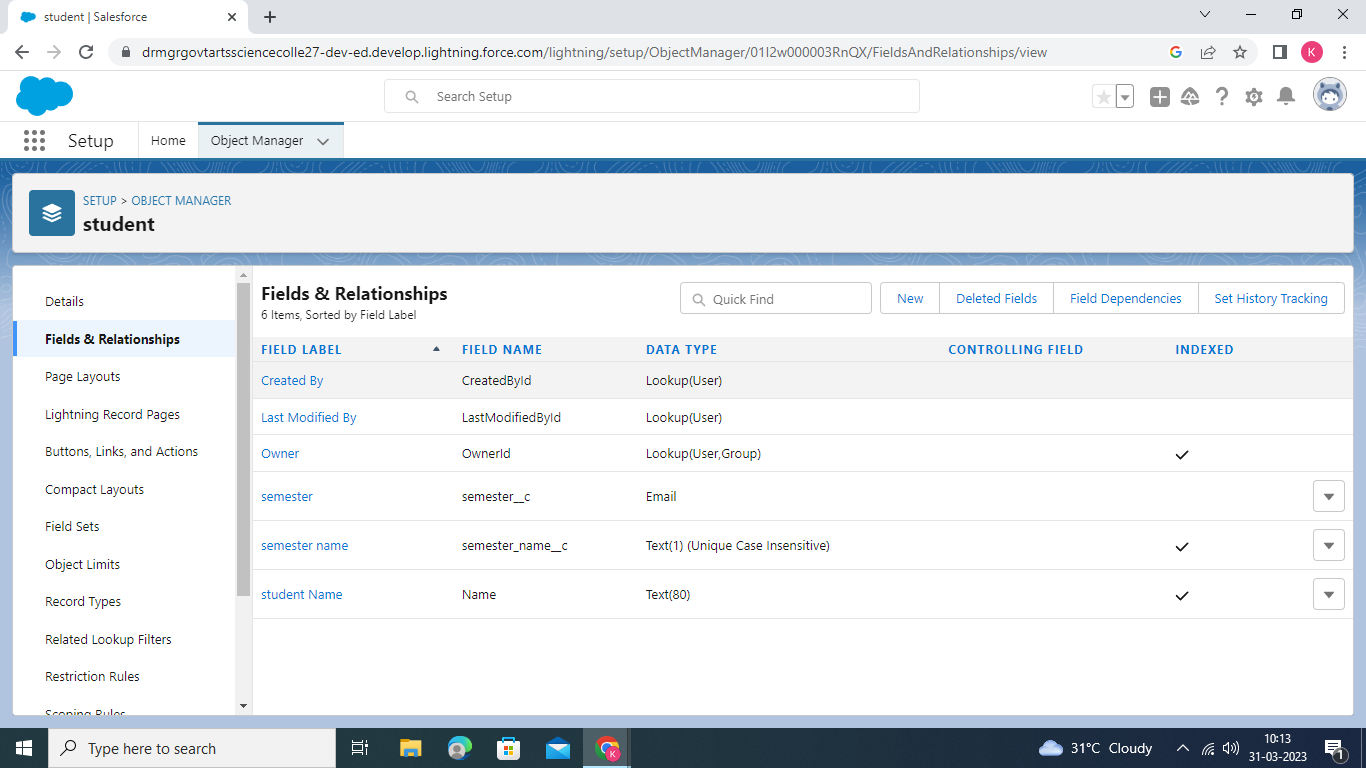 student | Salesforce
drmgrgovtartssciencecolle27-dev-ed.develop.lightning.force.com/lightning/setup/ObjectManager/01I2w000003RnQX/FieldsAndRelationships/view
K
Search Setup
Setup
Home
Object Manager
SETUP > OBJECT MANAGER
student
Details
Fields & Relationships
Page Layouts
Lightning Record Pages
Buttons, Links, and Actions
Compact Layouts
Field Sets
Object Limits
Record Types
Related Lookup Filters
Restriction Rules
Scoping Rules
Fields & Relationships
6 Items, Sorted by Field Label
Quick Find
New
Deleted Fields
Field Dependencies
Set History Tracking
FIELD LABEL FIELD NAME DATA TYPE CONTROLLING FIELD INDEXED
Created By CreatedById Lookup(User)
Last Modified By LastModifiedById Lookup(User)
Owner OwnerId Lookup(User,Group)
semester semester__c Email
semester name semester_name__c Text(1) (Unique Case Insensitive)
student Name Name Text(80)
Type here to search
K
31°C Cloudy
10:13
31-03-2023
1